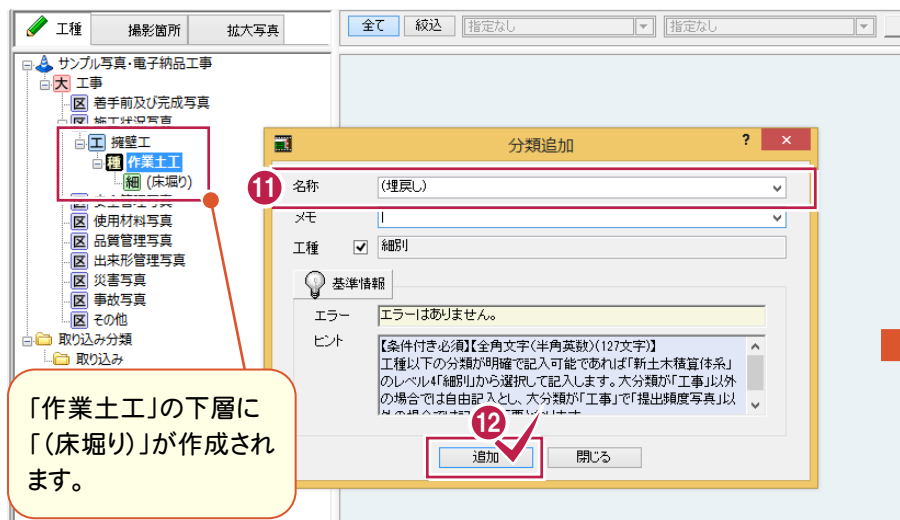 工種
撮影箇所
拡大写真
全て
絞込
指定なし
指定なし
サンプル写真・電子納品工事
大 工事
区 着手前及び完成写真
区 施工状況写真
工 擁壁工
種 作業土工
細 (床堀り)
区 使用材料写真
区 品質管理写真
区 出来形管理写真
区 災害写真
区 事故写真
区 その他
取り込み分類
取り込み
「作業土工」の下層に
「(床堀り)」が作成され
ます。
分類追加
? ×
11
名称
(埋戻し)
メモ
工種
細別
基準情報
エラー
エラーはありません。
ヒント
【条件付き必須】【全角文字(半角英数)(127文字)】
工種以下の分類が明確で記入可能であれば「新土木積算体系」
のレベル4「細別」から選択して記入します。大分類が「工事」以外
の場合では自由記入とし、大分類が「工事」で「提出頻度写真」以
12
追加
閉じる